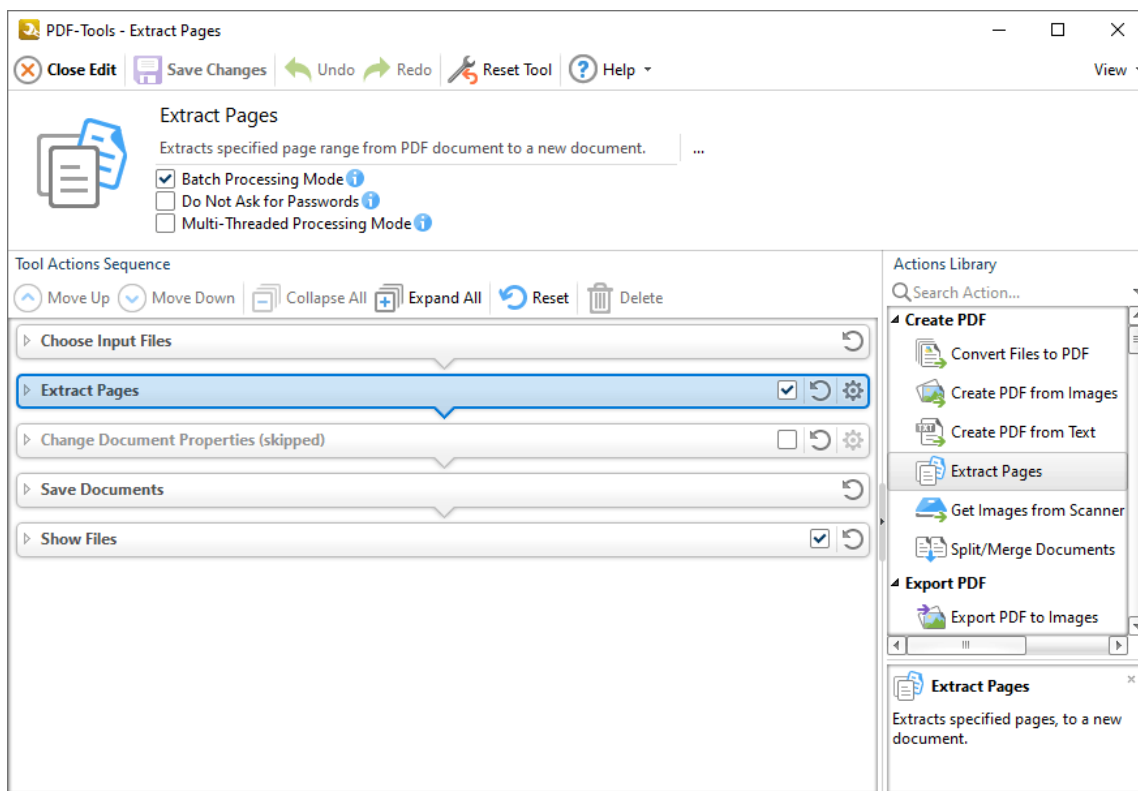 PDF-Tools - Extract Pages
Close Edit Save Changes Undo Redo Reset Tool ? Help View
Extract Pages
Extracts specified page range from PDF document to a new document. ...
Batch Processing Mode i
Do Not Ask for Passwords i
Multi-Threaded Processing Mode i
Tool Actions Sequence
Move Up Move Down Collapse All Expand All Reset Delete
Choose Input Files
Extract Pages
Change Document Properties (skipped)
Save Documents
Show Files
Actions Library
Search Action...
Create PDF
Convert Files to PDF
Create PDF from Images
TXT Create PDF from Text
Extract Pages
Get Images from Scanner
Split/Merge Documents
Export PDF
Export PDF to Images
Extract Pages
Extracts specified pages, to a new
document.